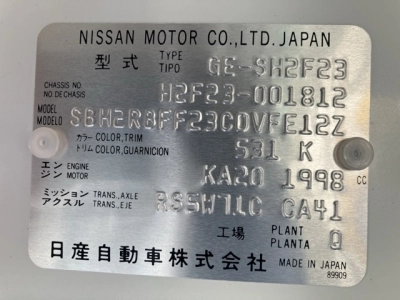 NISSAN MOTOR CO.,LTD. JAPAN
型式 TYPE TIPO GE-SH2F23
CHASSIS NO. NO.DE CHASIS H2F23-001812
MODEL MODELO SBH2R8FF23C0VFE12Z
カラー COLOR,TRIM 531 K
トリム COLOR,GUARNICION
エンジン ENGINE MOTOR KA20 1998 CC
ミッション TRANS.,AXLE RS5W71C CA41
アクスル TRANS.,EJE
工場 PLANT PLANTA Q
日産自動車株式会社 MADE IN JAPAN
89909